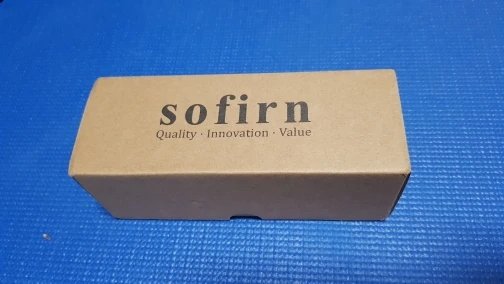 sofirn
Quality · Innovation · Value